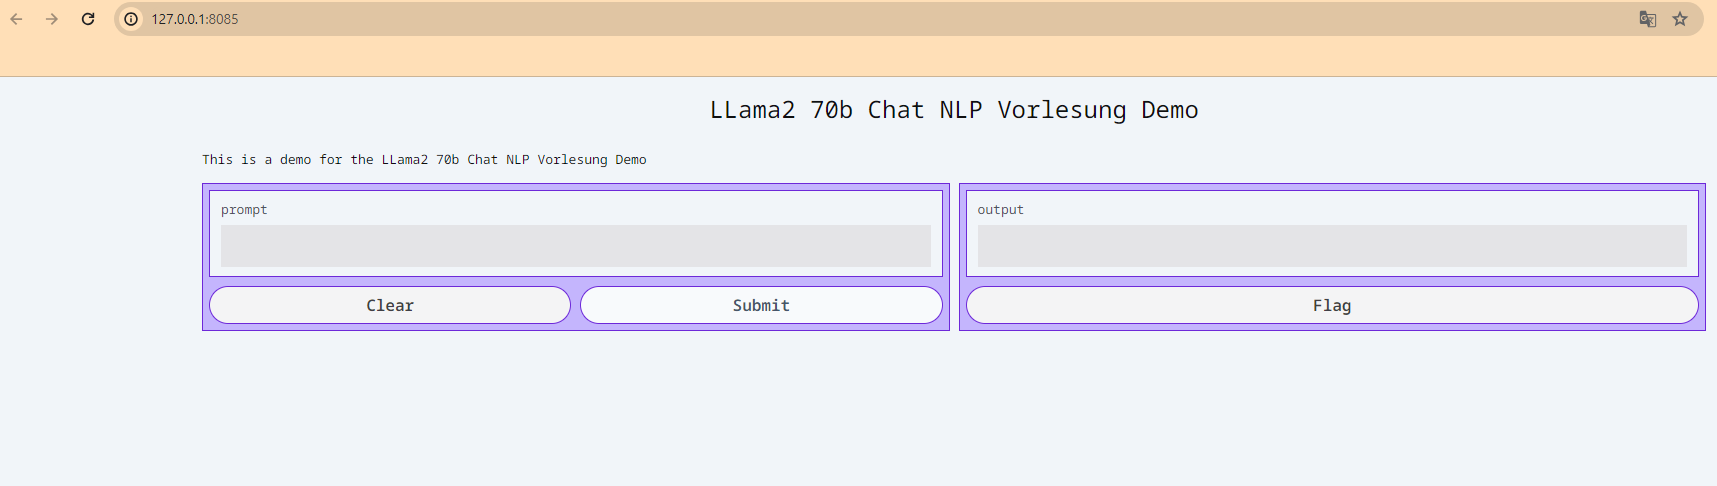 127.0.0.1:8085
LLama2 70b Chat NLP Vorlesung Demo
This is a demo for the LLama2 70b Chat NLP Vorlesung Demo
prompt
output
Clear
Submit
Flag